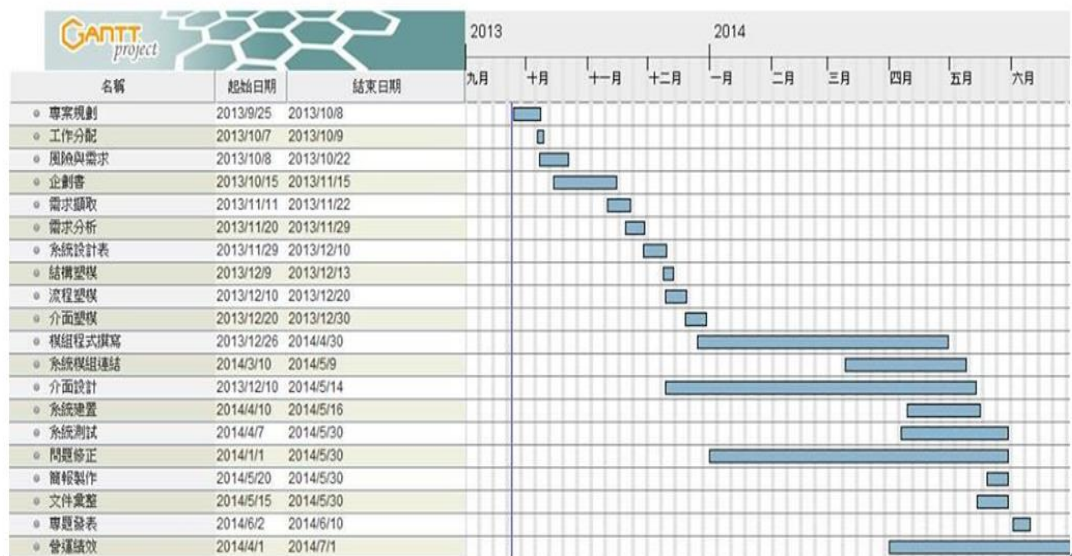 GANTT
project
2013 2014
九月 十月 十一月 十二月 一月 二月 三月 四月 五月 六月
名稱 起始日期 結束日期
專案規劃 2013/9/25 2013/10/8
工作分配 2013/10/7 2013/10/9
風險與需求 2013/10/8 2013/10/22
企劃書 2013/10/15 2013/11/15
需求擷取 2013/11/11 2013/11/22
需求分析 2013/11/20 2013/11/29
系統設計表 2013/11/29 2013/12/10
結構塑模 2013/12/9 2013/12/13
流程塑模 2013/12/10 2013/12/20
介面塑模 2013/12/20 2013/12/30
模組程式撰寫 2013/12/26 2014/4/30
系統模組連結 2014/3/10 2014/5/9
介面設計 2013/12/10 2014/5/14
系統建置 2014/4/10 2014/5/16
系統測試 2014/4/7 2014/5/30
問題修正 2014/1/1 2014/5/30
簡報製作 2014/5/20 2014/5/30
文件彙整 2014/5/15 2014/5/30
專題發表 2014/6/2 2014/6/10
營運績效 2014/4/1 2014/7/1